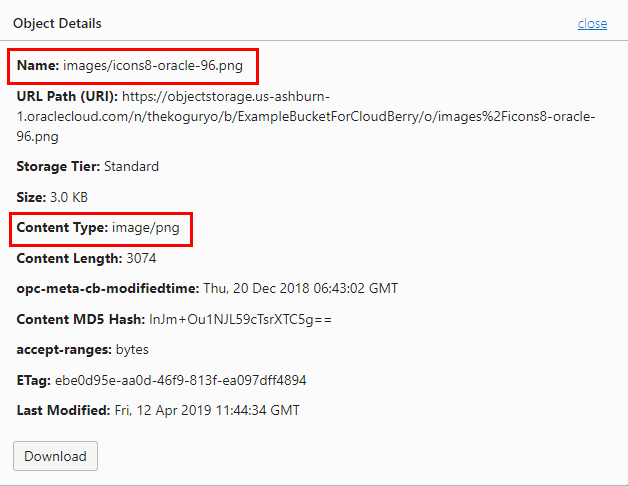 Object Details
close
Name: images/icons8-oracle-96.png
URL Path (URI): https://objectstorage.us-ashburn-
1.oraclecloud.com/n/thekoguryo/b/ExampleBucketForCloudBerry/o/images%2Ficons8-oracle-
96.png
Storage Tier: Standard
Size: 3.0 KB
Content Type: image/png
Content Length: 3074
opc-meta-cb-modifiedtime: Thu, 20 Dec 2018 06:43:02 GMT
Content MD5 Hash: lnJm+Ou1NJL59cTsrXTC5g==
accept-ranges: bytes
ETag: ebe0d95e-aa0d-46f9-813f-ea097dff4894
Last Modified: Fri, 12 Apr 2019 11:44:34 GMT
Download